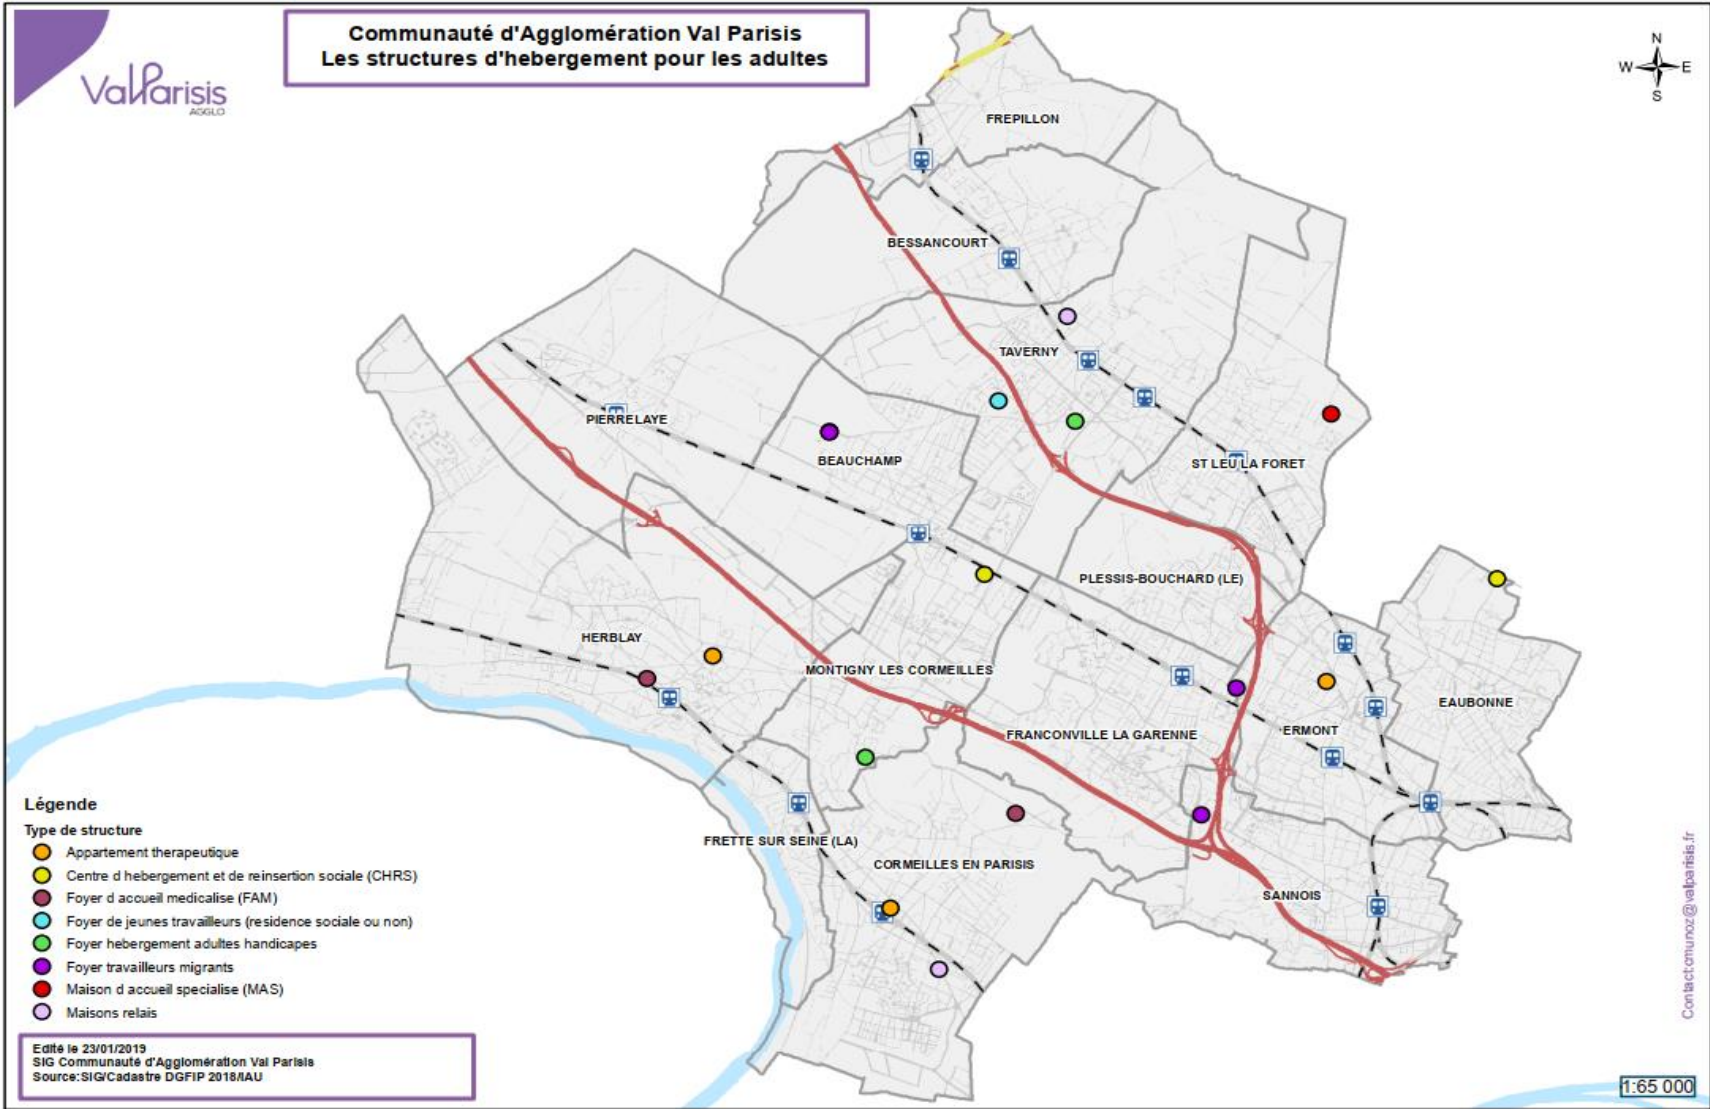 Communauté d'Agglomération Val Parisis
Les structures d'hebergement pour les adultes
ValParisis
AGGLO
N
W E
S
FREPILLON
BESSANCOURT
TAVERNY
PIERRELAYE
BEAUCHAMP
ST LEU LA FORET
PLESSIS-BOUCHARD (LE)
HERBLAY
MONTIGNY LES CORMEILLES
EAUBONNE
FRANCONVILLE LA GARENNE
ERMONT
FRETTE SUR SEINE (LA)
CORMEILLES EN PARISIS
SANNOIS
Légende
Type de structure
Appartement therapeutique
Centre d hebergement et de reinsertion sociale (CHRS)
Foyer d accueil medicalise (FAM)
Foyer de jeunes travailleurs (residence sociale ou non)
Foyer hebergement adultes handicapes
Foyer travailleurs migrants
Maison d accueil specialise (MAS)
Maisons relais
Edité le 23/01/2019
SIG Communauté d'Agglomération Val Parisis
Source:SIG/Cadastre DGFIP 2018/IAU
Contact:cmunoz@valparisis.fr
1:65 000